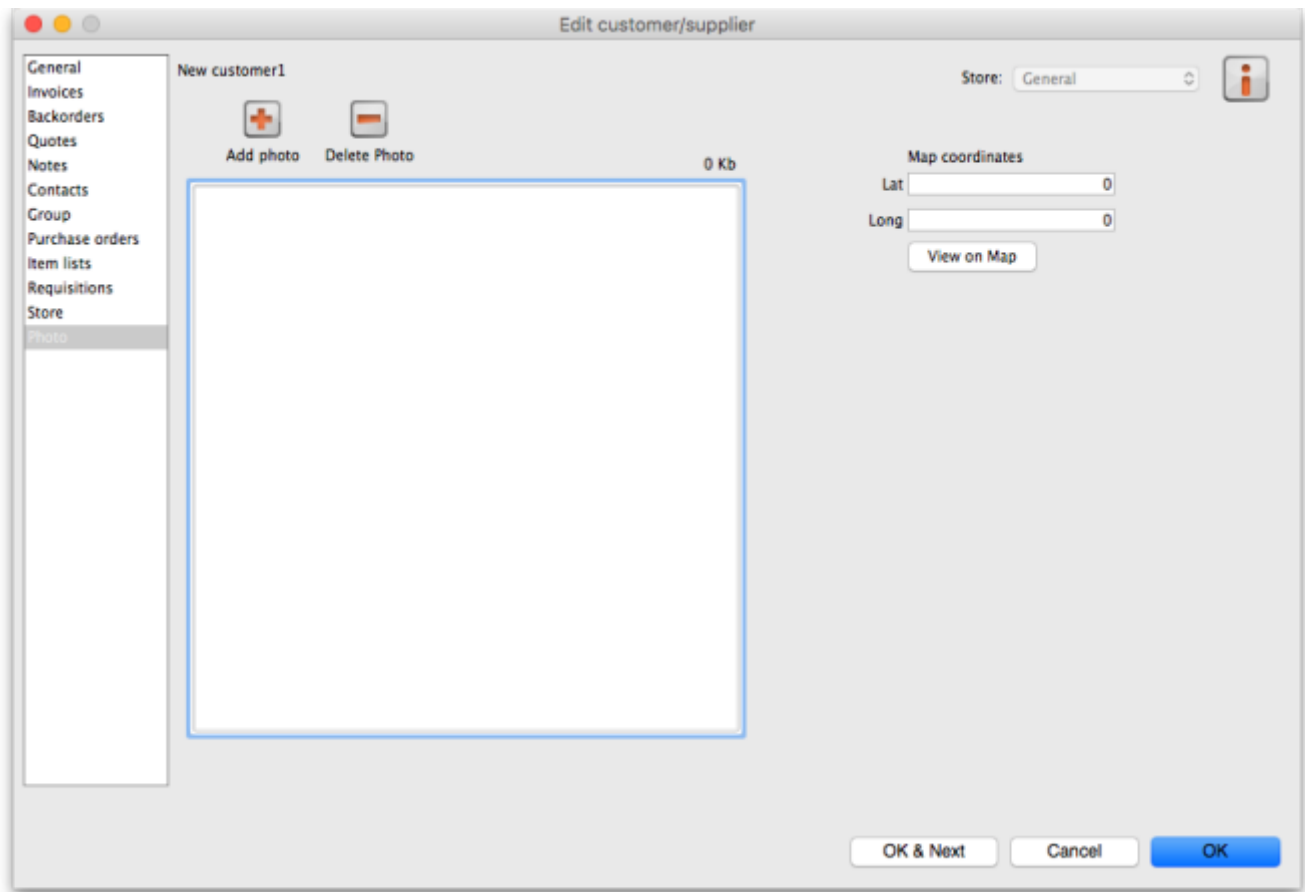 Edit customer/supplier
General
Invoices
Backorders
Quotes
Notes
Contacts
Group
Purchase orders
Item lists
Requisitions
Store
Photo
New customer1
Store: General
Add photo
Delete Photo
0 Kb
Map coordinates
Lat 0
Long 0
View on Map
OK & Next
Cancel
OK